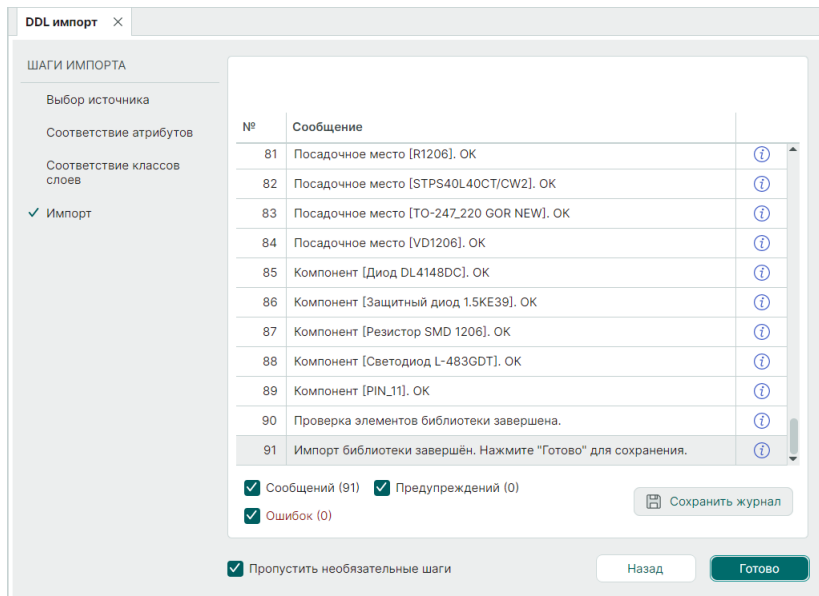 DDL импорт
ШАГИ ИМПОРТА
Выбор источника
Соответствие атрибутов
Соответствие классов
слоев
Импорт
№ Сообщение
81 Посадочное место [R1206]. OK
82 Посадочное место [STPS40L40CT/CW2]. OK
83 Посадочное место [TO-247_220 GOR NEW]. OK
84 Посадочное место [VD1206]. OK
85 Компонент [Диод DL4148DC]. OK
86 Компонент [Защитный диод 1.5KE39]. OK
87 Компонент [Резистор SMD 1206]. OK
88 Компонент [Светодиод L-483GDT]. OK
89 Компонент [PIN_11]. OK
90 Проверка элементов библиотеки завершена.
91 Импорт библиотеки завершён. Нажмите "Готово" для сохранения.
Сообщений (91) Предупреждений (0)
Ошибок (0)
Сохранить журнал
Пропустить необязательные шаги
Назад
Готово